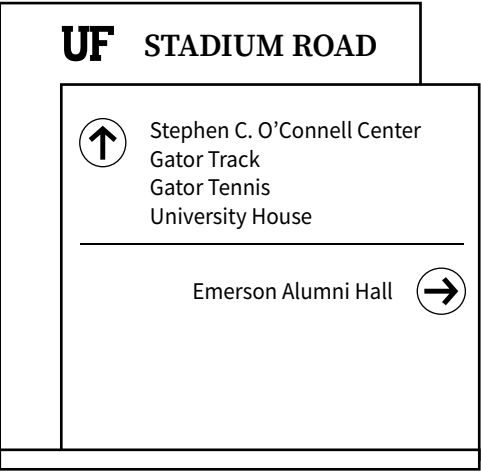 UF STADIUM ROAD
Stephen C. O’Connell Center
Gator Track
Gator Tennis
University House
Emerson Alumni Hall